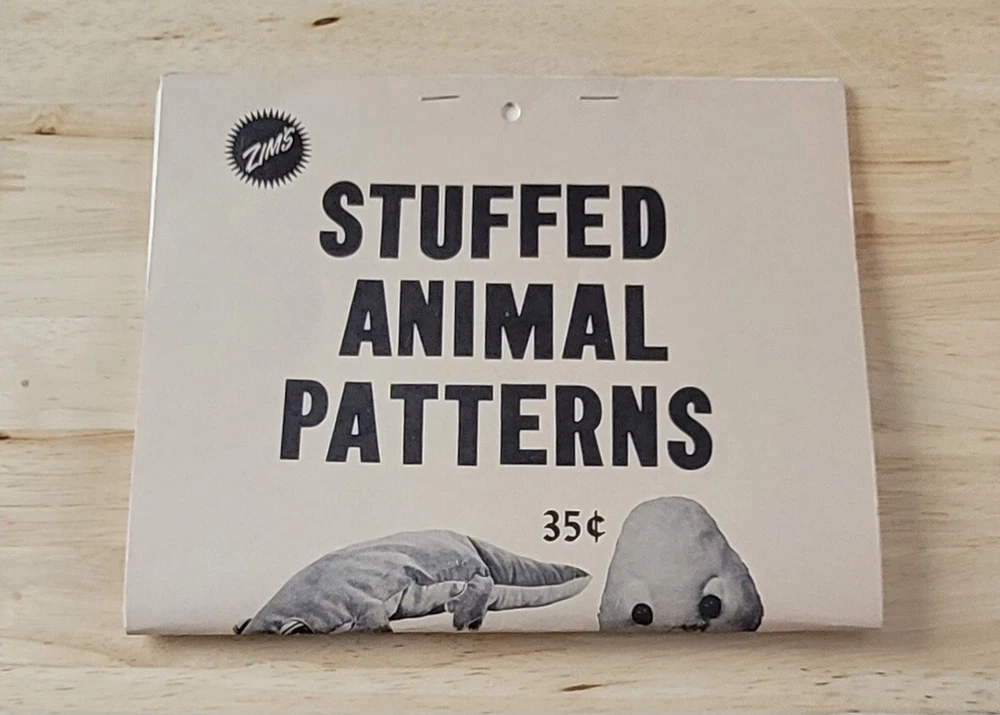 ZIM'S
STUFFED
ANIMAL
PATTERNS
35¢